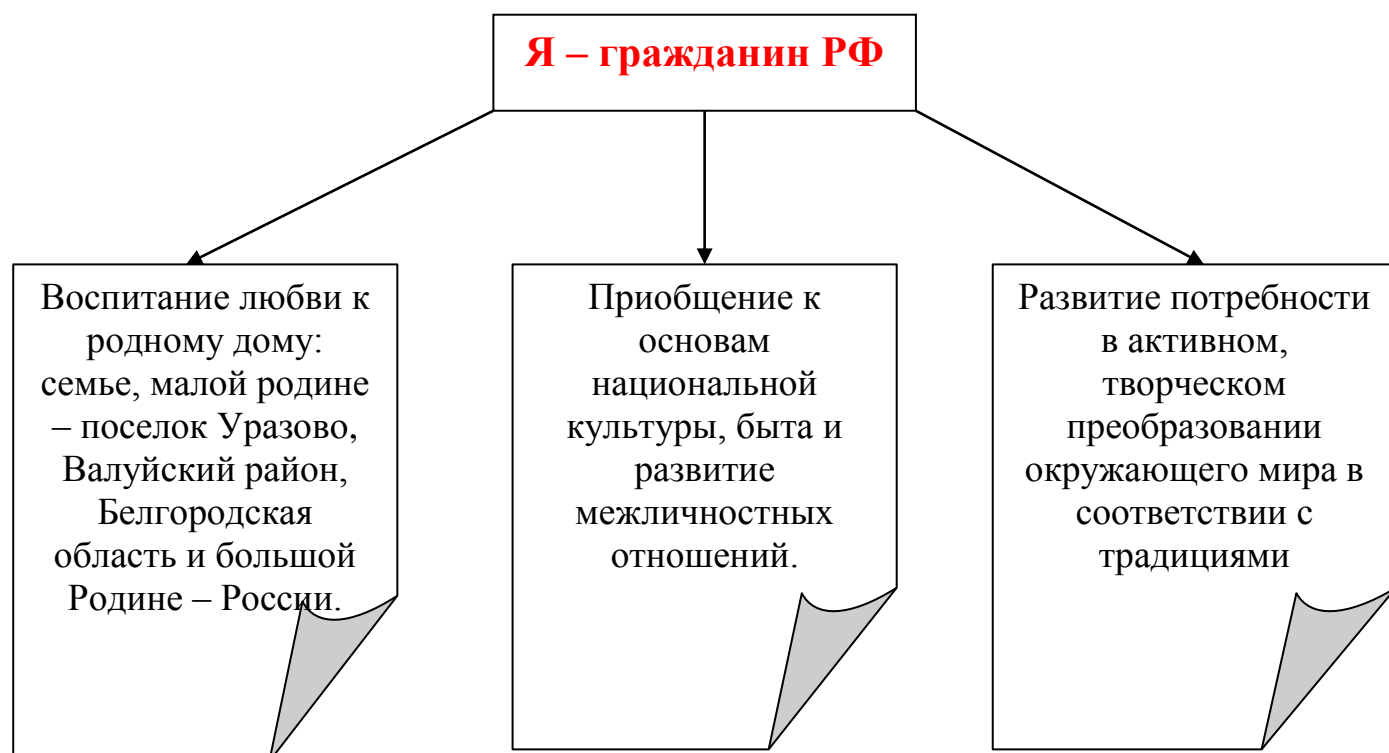 Я – гражданин РФ
Воспитание любви к
родному дому:
семье, малой родине
– поселок Уразово,
Валуйский район,
Белгородская
область и большой
Родине – России.
Приобщение к
основам
национальной
культуры, быта и
развитие
межличностных
отношений.
Развитие потребности
в активном,
творческом
преобразовании
окружающего мира в
соответствии с
традициями